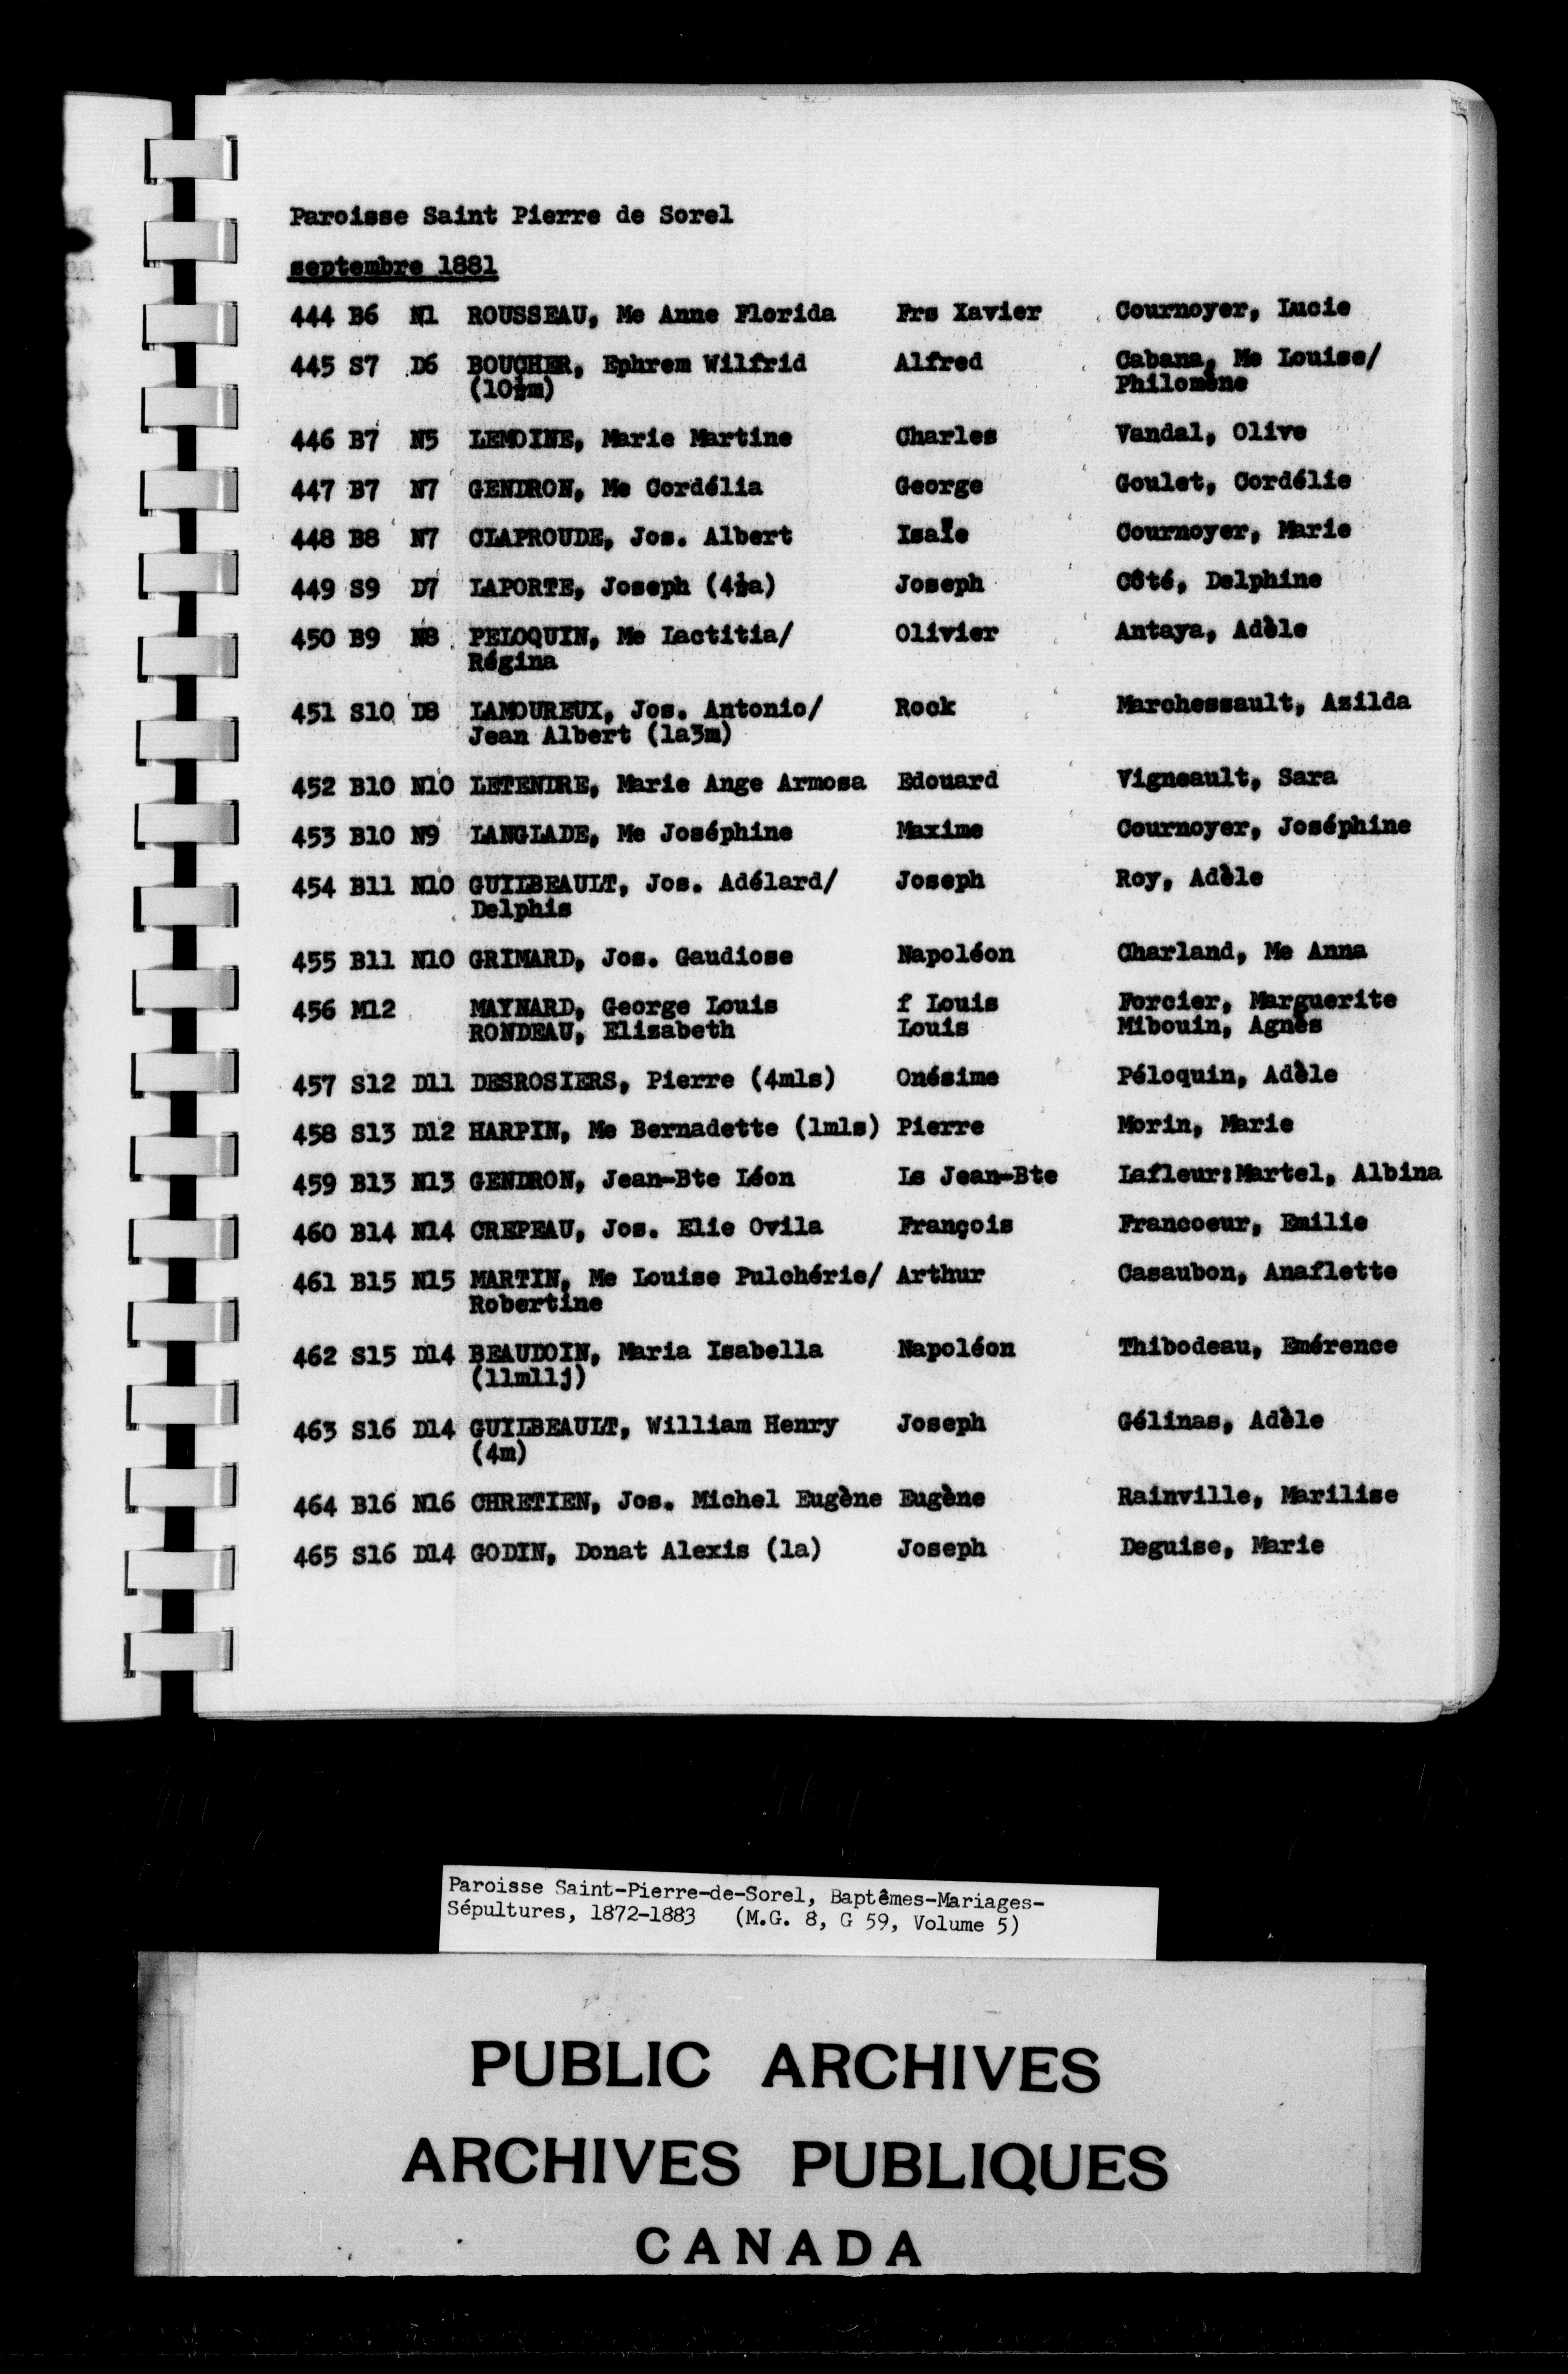 Paroisse Saint Pierre de Sorel
septembre 1881
444 B6 N1 ROUSSEAU, Me Anne Florida Frs Xavier Cournoyer, Lucie
445 S7 D6 BOUCHER, Ephrem Wilfrid Alfred Cabana, Me Louise/
(10½m) Philomène
446 B7 N5 LEMOINE, Marie Martine Charles Vandal, Olive
447 B7 N7 GENDRON, Me Cordélia George Goulet, Cordélie
448 B8 N7 CLAPROUDE, Jos. Albert Isaïe Cournoyer, Marie
449 S9 D7 LAPORTE, Joseph (4½a) Joseph Côté, Delphine
450 B9 N8 PELOQUIN, Me Lactitia/ Olivier Antaya, Adèle
Régina
451 S10 D8 LAMOUREUX, Jos. Antonio/ Rock Marchessault, Azilda
Jean Albert (1a3m)
452 B10 N10 LETENDRE, Marie Ange Armosa Edouard Vigneault, Sara
453 B10 N9 LANGLADE, Me Joséphine Maxime Cournoyer, Joséphine
454 B11 N10 GUILBEAULT, Jos. Adélard/ Joseph Roy, Adèle
Delphis
455 B11 N10 GRIMARD, Jos. Gaudiose Napoléon Charland, Me Anna
456 M12 MAYNARD, George Louis f Louis Forcier, Marguerite
RONDEAU, Elizabeth Louis Mibouin, Agnès
457 S12 D11 DESROSIERS, Pierre (4mls) Onésime Péloquin, Adèle
458 S13 D12 HARPIN, Me Bernadette (1mls) Pierre Morin, Marie
459 B13 N13 GENDRON, Jean-Bte Léon Ls Jean-Bte Lafleur:Martel, Albina
460 B14 N14 CREPEAU, Jos. Elie Ovila François Francoeur, Emilie
461 B15 N15 MARTIN, Me Louise Pulchérie/ Arthur Casaubon, Anaflette
Robertine
462 S15 D14 BEAUDOIN, Maria Isabella Napoléon Thibodeau, Emérence
(11m11j)
463 S16 D14 GUILBEAULT, William Henry Joseph Gélinas, Adèle
(4m)
464 B16 N16 CHRETIEN, Jos. Michel Eugène Eugène Rainville, Marilise
465 S16 D14 GODIN, Donat Alexis (1a) Joseph Deguise, Marie
Paroisse Saint-Pierre-de-Sorel, Baptêmes-Mariages-
Sépultures, 1872-1883 (M.G. 8, G 59, Volume 5)
PUBLIC ARCHIVES
ARCHIVES PUBLIQUES
CANADA